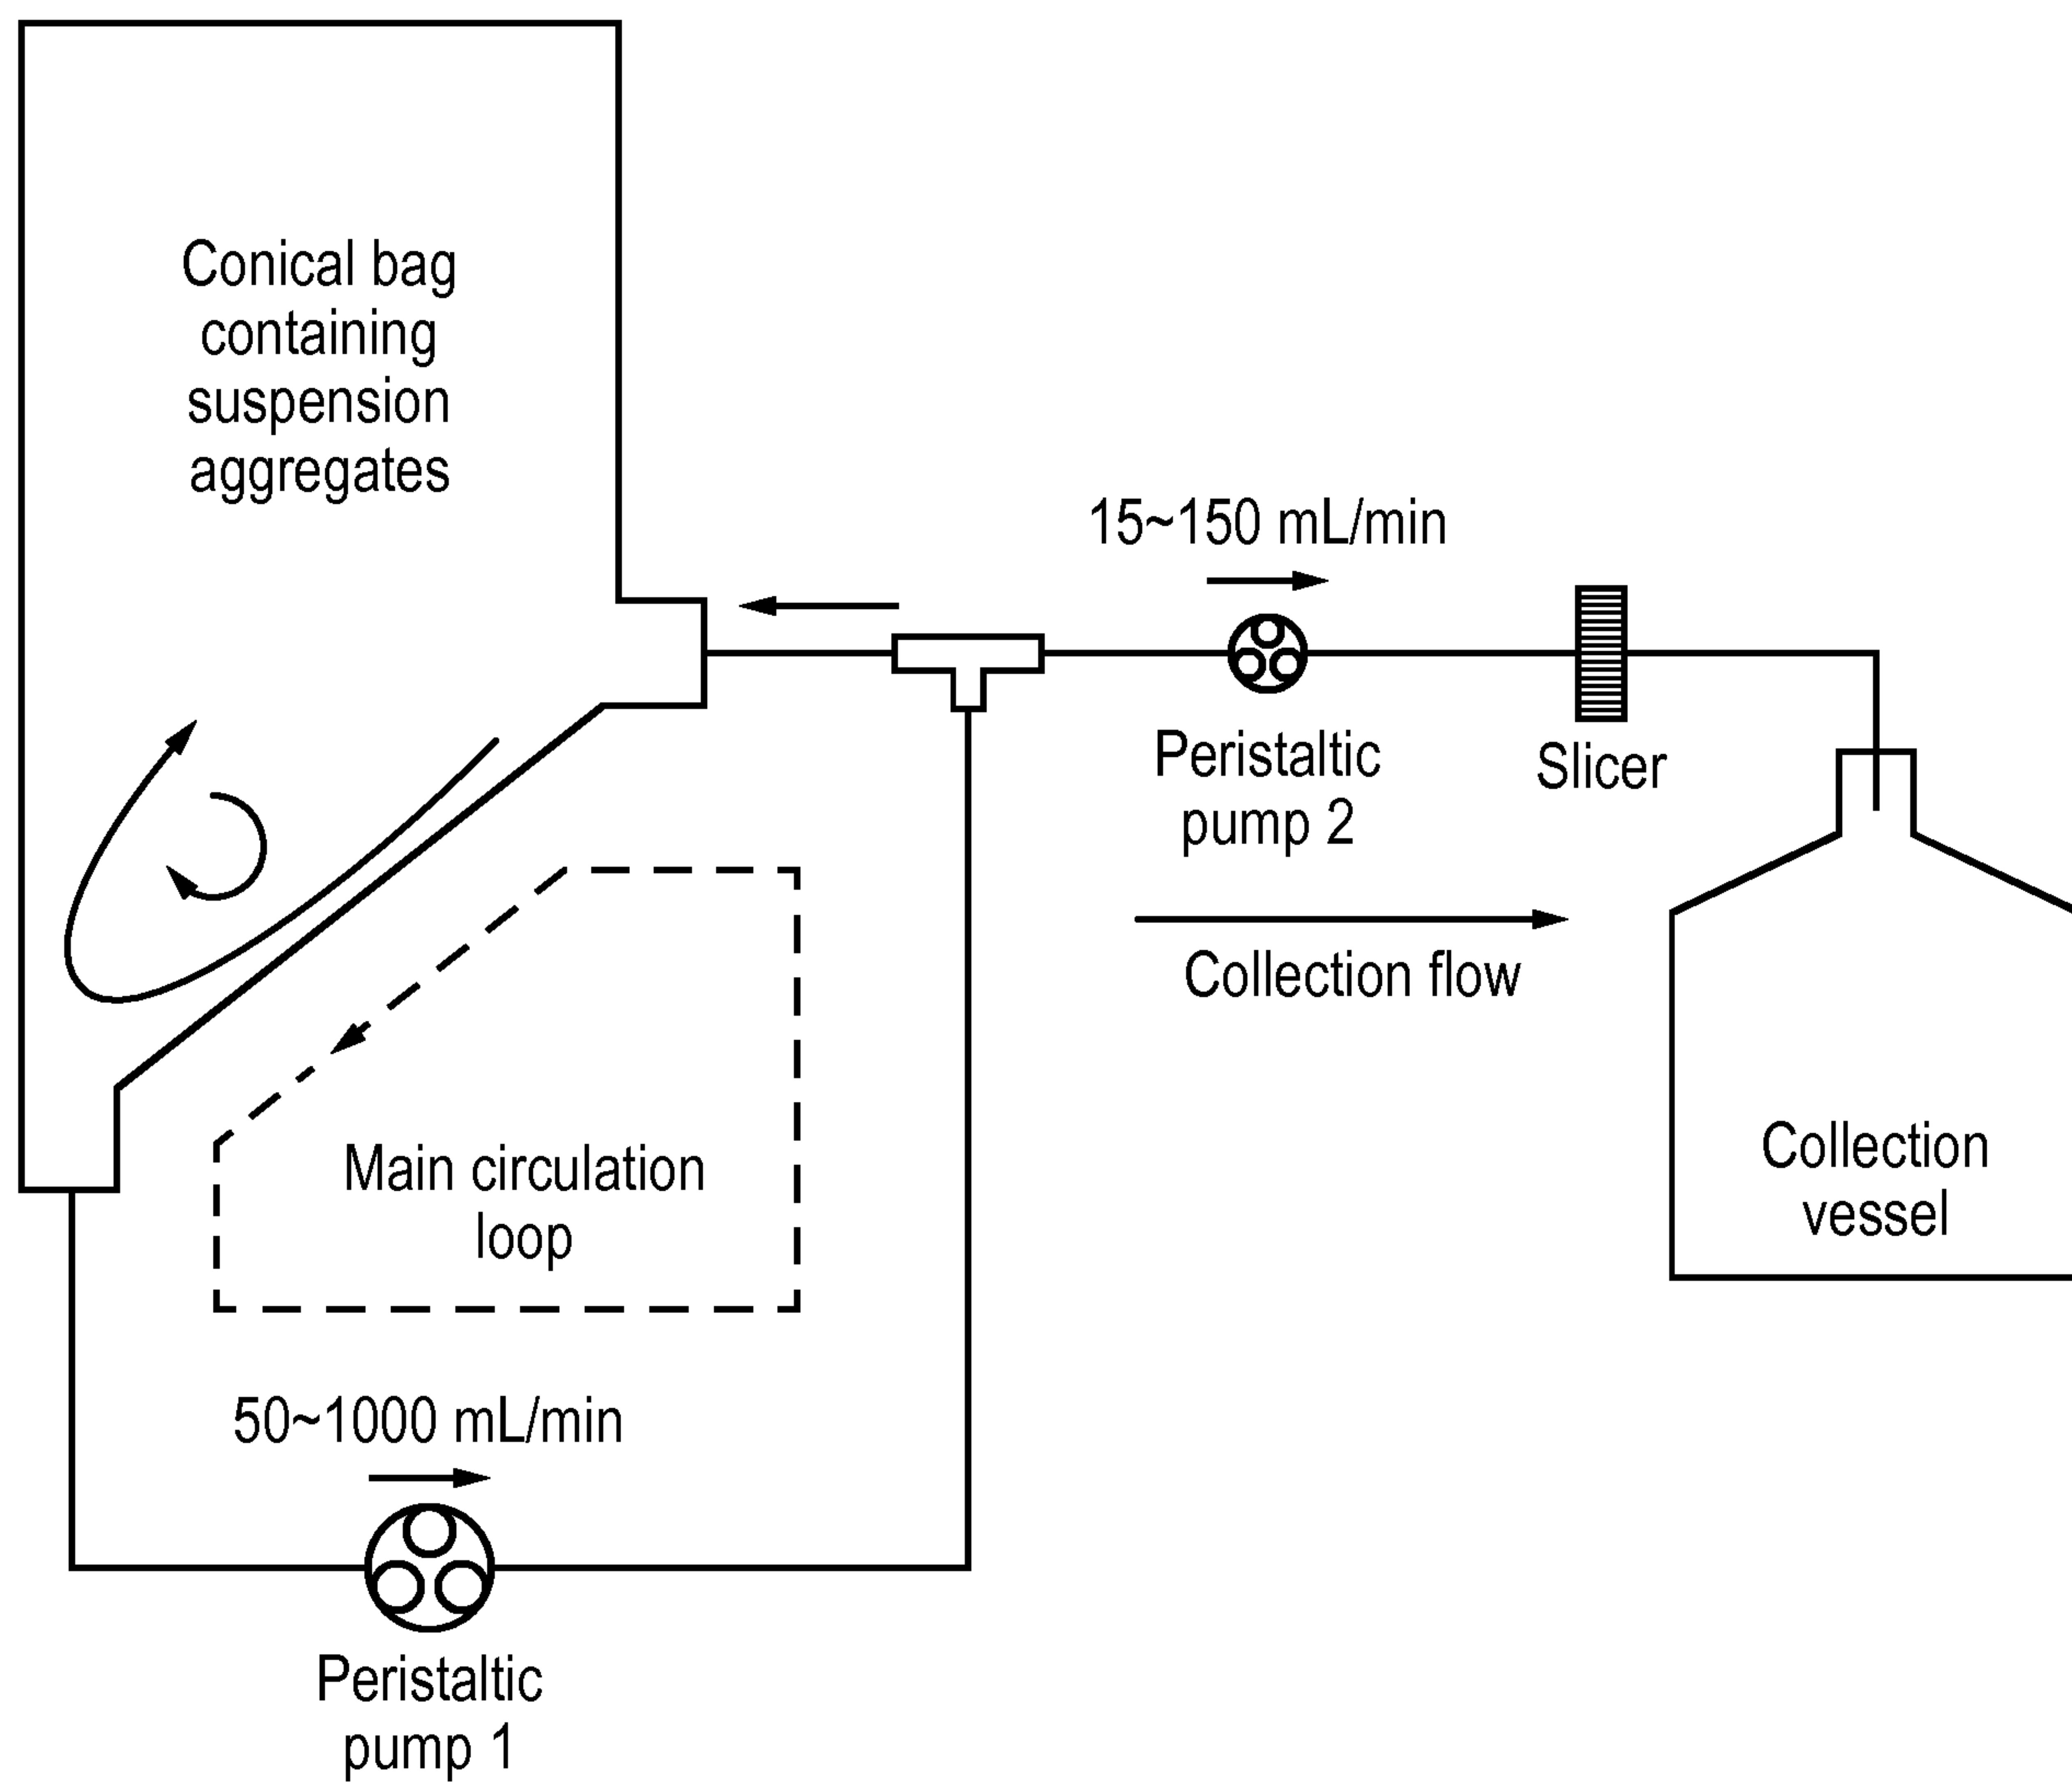 Conical bag
containing
suspension
aggregates
15~150 mL/min
Peristaltic
pump 2
Slicer
Collection flow
Collection
vessel
Main circulation
loop
50~1000 mL/min
Peristaltic
pump 1